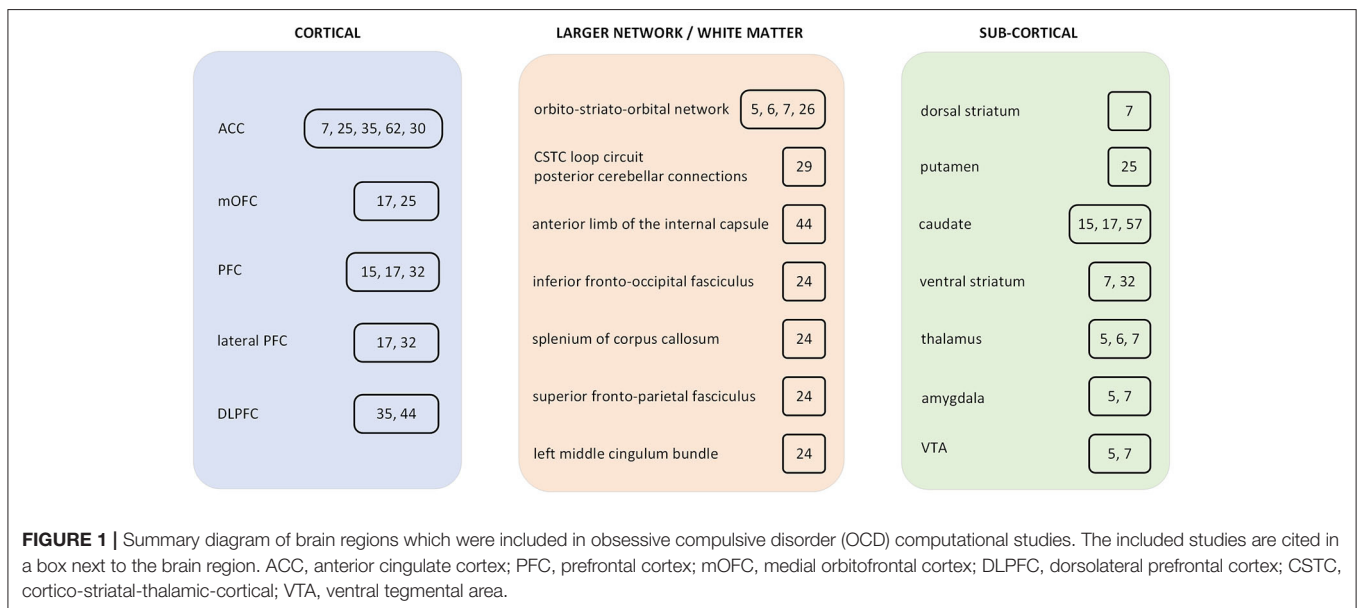 CORTICAL
ACC 7, 25, 35, 62, 30
mOFC 17, 25
PFC 15, 17, 32
lateral PFC 17, 32
DLPFC 35, 44
LARGER NETWORK / WHITE MATTER
orbito-striato-orbital network 5, 6, 7, 26
CSTC loop circuit
posterior cerebellar connections 29
anterior limb of the internal capsule 44
inferior fronto-occipital fasciculus 24
splenium of corpus callosum 24
superior fronto-parietal fasciculus 24
left middle cingulum bundle 24
SUB-CORTICAL
dorsal striatum 7
putamen 25
caudate 15, 17, 57
ventral striatum 7, 32
thalamus 5, 6, 7
amygdala 5, 7
VTA 5, 7
FIGURE 1 | Summary diagram of brain regions which were included in obsessive compulsive disorder (OCD) computational studies. The included studies are cited in
a box next to the brain region. ACC, anterior cingulate cortex; PFC, prefrontal cortex; mOFC, medial orbitofrontal cortex; DLPFC, dorsolateral prefrontal cortex; CSTC,
cortico-striatal-thalamic-cortical; VTA, ventral tegmental area.